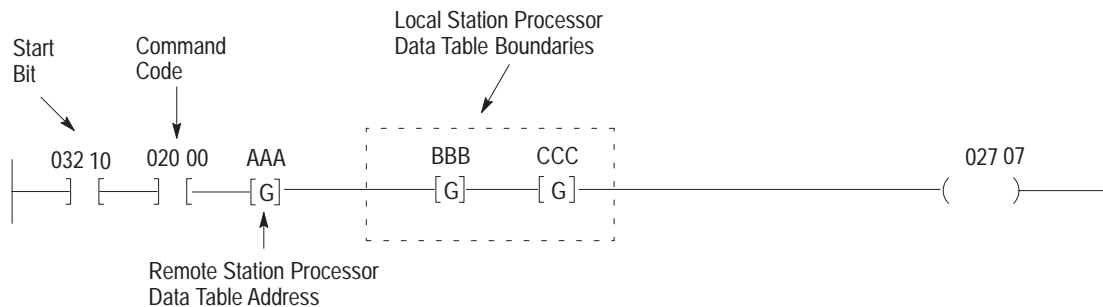 Local Station Processor
Data Table Boundaries
Start
Bit
Command
Code
032 10
020 00
AAA
BBB
CCC
027 07
G
G
G
Remote Station Processor
Data Table Address